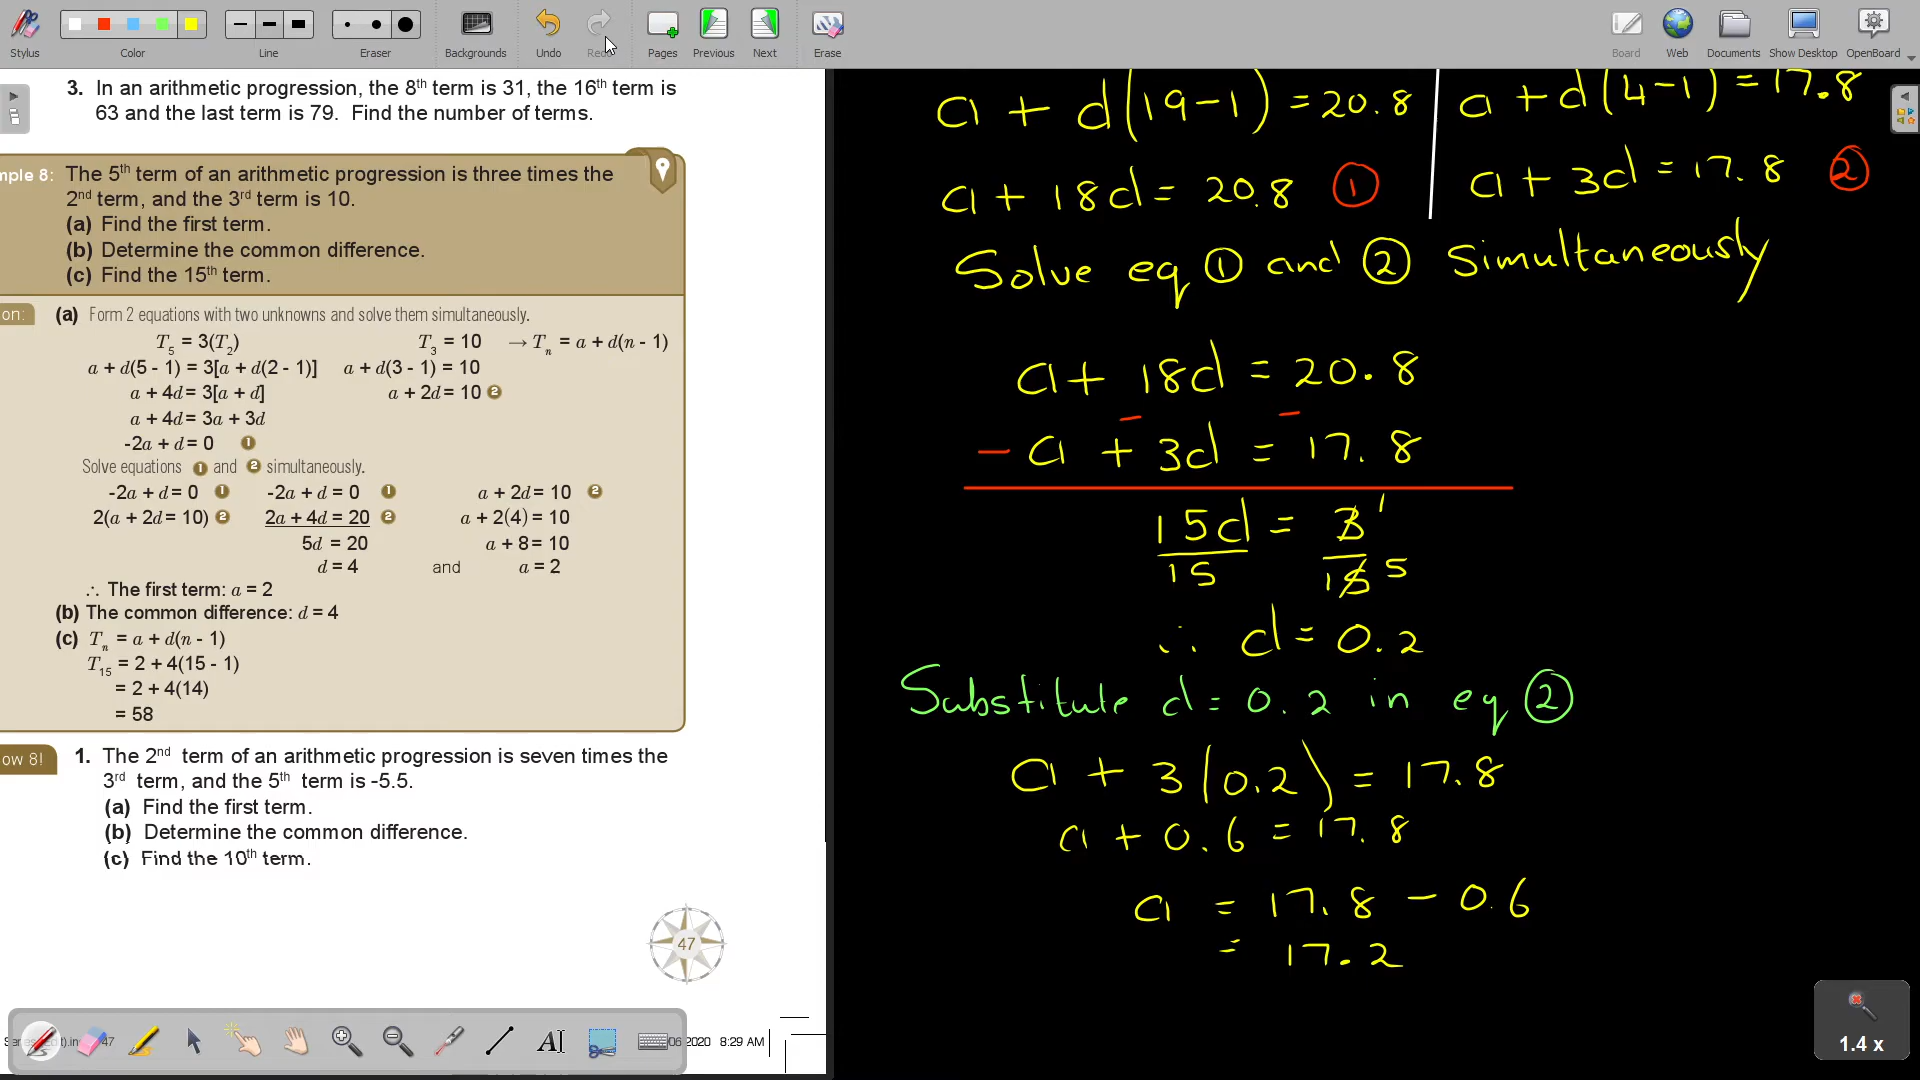 Stylus Color Line Eraser Backgrounds Undo Redo Pages Previous Next Erase Board Web Documents Show Desktop OpenBoard
3. In an arithmetic progression, the 8th term is 31, the 16th term is
63 and the last term is 79. Find the number of terms.
mple 8: The 5th term of an arithmetic progression is three times the
2nd term, and the 3rd term is 10.
(a) Find the first term.
(b) Determine the common difference.
(c) Find the 15th term.
on: (a) Form 2 equations with two unknowns and solve them simultaneously.
T5 = 3(T2) T3 = 10 → Tn = a + d(n - 1)
a + d(5 - 1) = 3[a + d(2 - 1)] a + d(3 - 1) = 10
a + 4d = 3[a + d] a + 2d = 10 2
a + 4d = 3a + 3d
-2a + d = 0 1
Solve equations 1 and 2 simultaneously.
-2a + d = 0 1 -2a + d = 0 1 a + 2d = 10 2
2(a + 2d = 10) 2 2a + 4d = 20 2 a + 2(4) = 10
5d = 20 a + 8 = 10
d = 4 and a = 2
∴ The first term: a = 2
(b) The common difference: d = 4
(c) Tn = a + d(n - 1)
T15 = 2 + 4(15 - 1)
= 2 + 4(14)
= 58
ow 8! 1. The 2nd term of an arithmetic progression is seven times the
3rd term, and the 5th term is -5.5.
(a) Find the first term.
(b) Determine the common difference.
(c) Find the 10th term.
47
2020 8:29 AM
a + d(19-1) = 20.8 a + d(4-1) = 17.8
a + 18d = 20.8 1 a + 3d = 17.8 2
Solve eq 1 and 2 Simultaneously
a + 18d = 20.8
- -
- a + 3d = 17.8
15d = 3 1
15 15 5
∴ d = 0.2
Substitute d = 0.2 in eq 2
a + 3(0.2) = 17.8
a + 0.6 = 17.8
a = 17.8 - 0.6
= 17.2
1.4 x